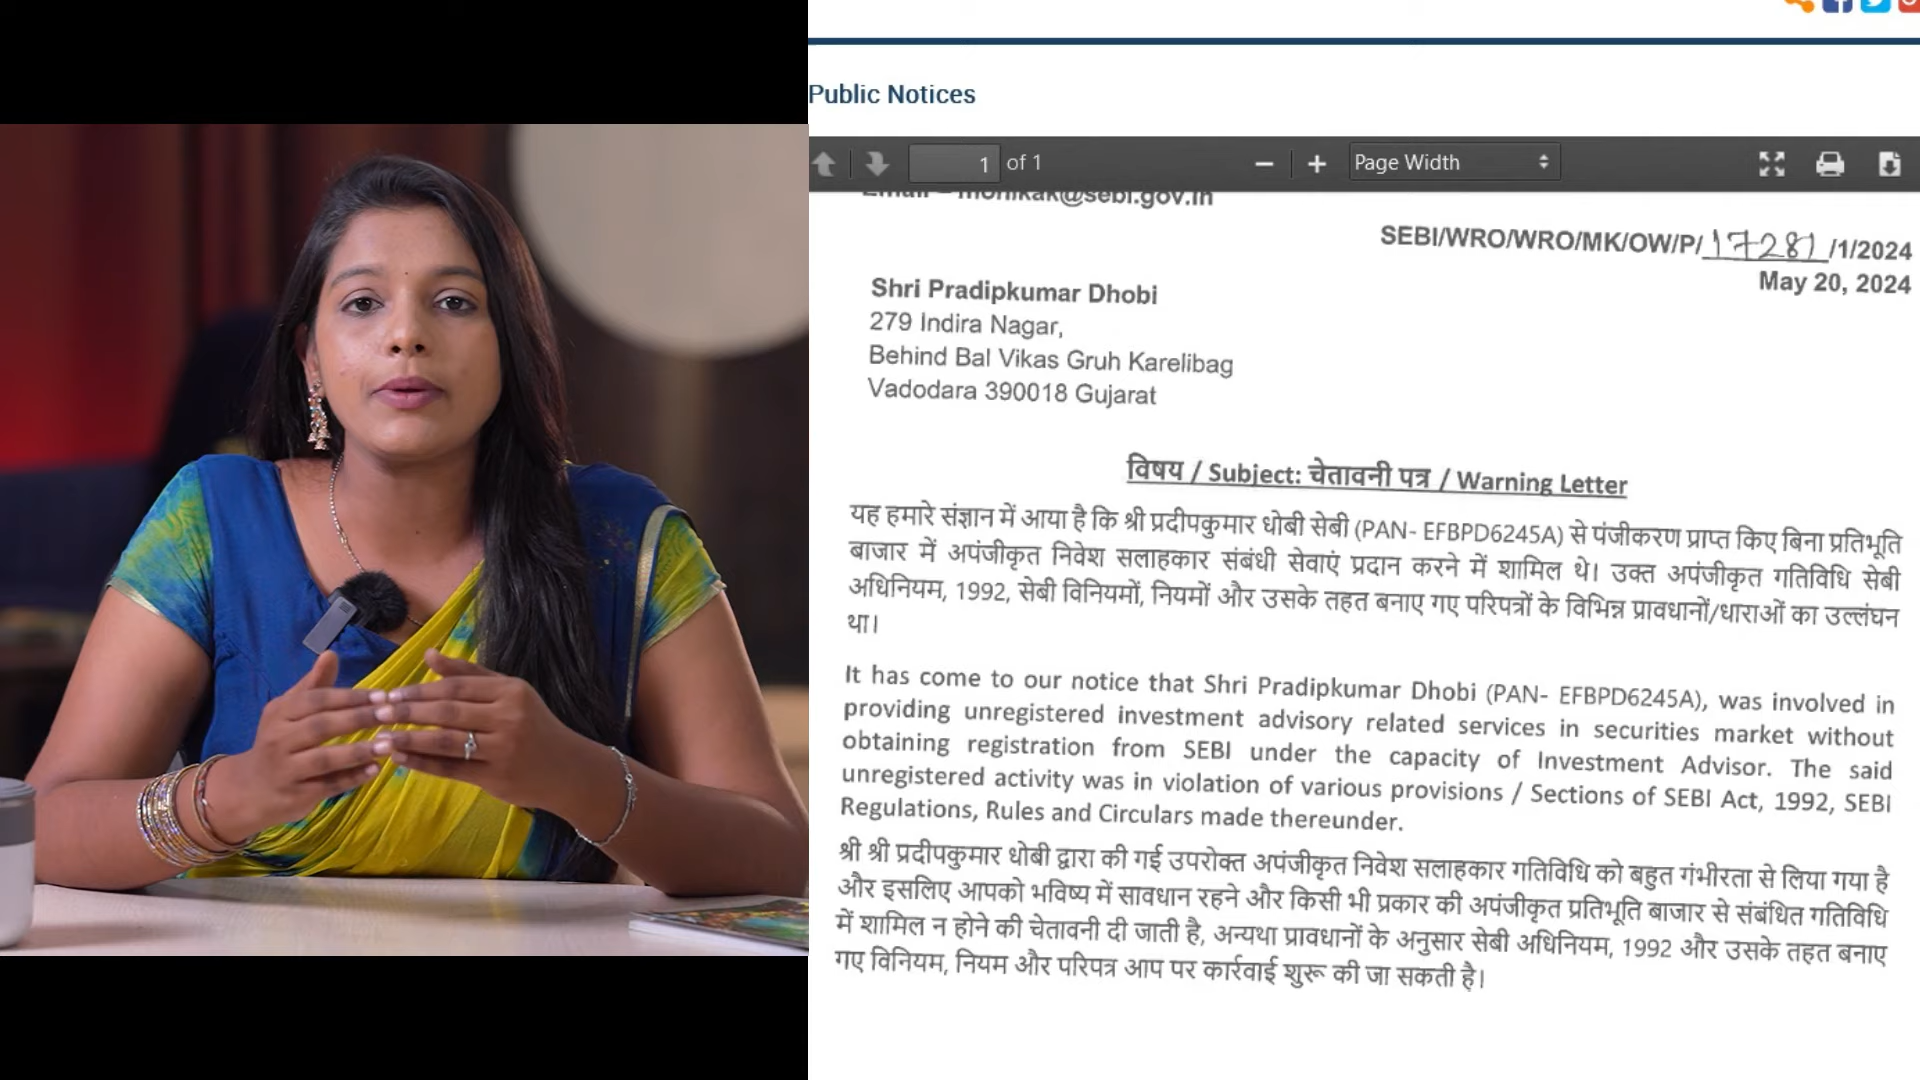 Public Notices
1 of 1
Page Width
Email – monikak@sebi.gov.in
SEBI/WRO/WRO/MK/OW/P/17281/1/2024
May 20, 2024
Shri Pradipkumar Dhobi
279 Indira Nagar,
Behind Bal Vikas Gruh Karelibag
Vadodara 390018 Gujarat
विषय / Subject: चेतावनी पत्र / Warning Letter
यह हमारे संज्ञान में आया है कि श्री प्रदीपकुमार धोबी सेबी (PAN- EFBPD6245A) से पंजीकरण प्राप्त किए बिना प्रतिभूति
बाजार में अपंजीकृत निवेश सलाहकार संबंधी सेवाएं प्रदान करने में शामिल थे। उक्त अपंजीकृत गतिविधि सेबी
अधिनियम, 1992, सेबी विनियमों, नियमों और उसके तहत बनाए गए परिपत्रों के विभिन्न प्रावधानों/धाराओं का उल्लंघन
था।
It has come to our notice that Shri Pradipkumar Dhobi (PAN- EFBPD6245A), was involved in
providing unregistered investment advisory related services in securities market without
obtaining registration from SEBI under the capacity of Investment Advisor. The said
unregistered activity was in violation of various provisions / Sections of SEBI Act, 1992, SEBI
Regulations, Rules and Circulars made thereunder.
श्री श्री प्रदीपकुमार धोबी द्वारा की गई उपरोक्त अपंजीकृत निवेश सलाहकार गतिविधि को बहुत गंभीरता से लिया गया है
और इसलिए आपको भविष्य में सावधान रहने और किसी भी प्रकार की अपंजीकृत प्रतिभूति बाजार से संबंधित गतिविधि
में शामिल न होने की चेतावनी दी जाती है, अन्यथा प्रावधानों के अनुसार सेबी अधिनियम, 1992 और उसके तहत बनाए
गए विनियम, नियम और परिपत्र आप पर कार्रवाई शुरू की जा सकती है।